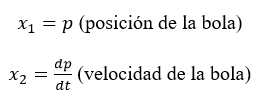 x₁ = p (posición de la bola)
x₂ = dp/dt (velocidad de la bola)